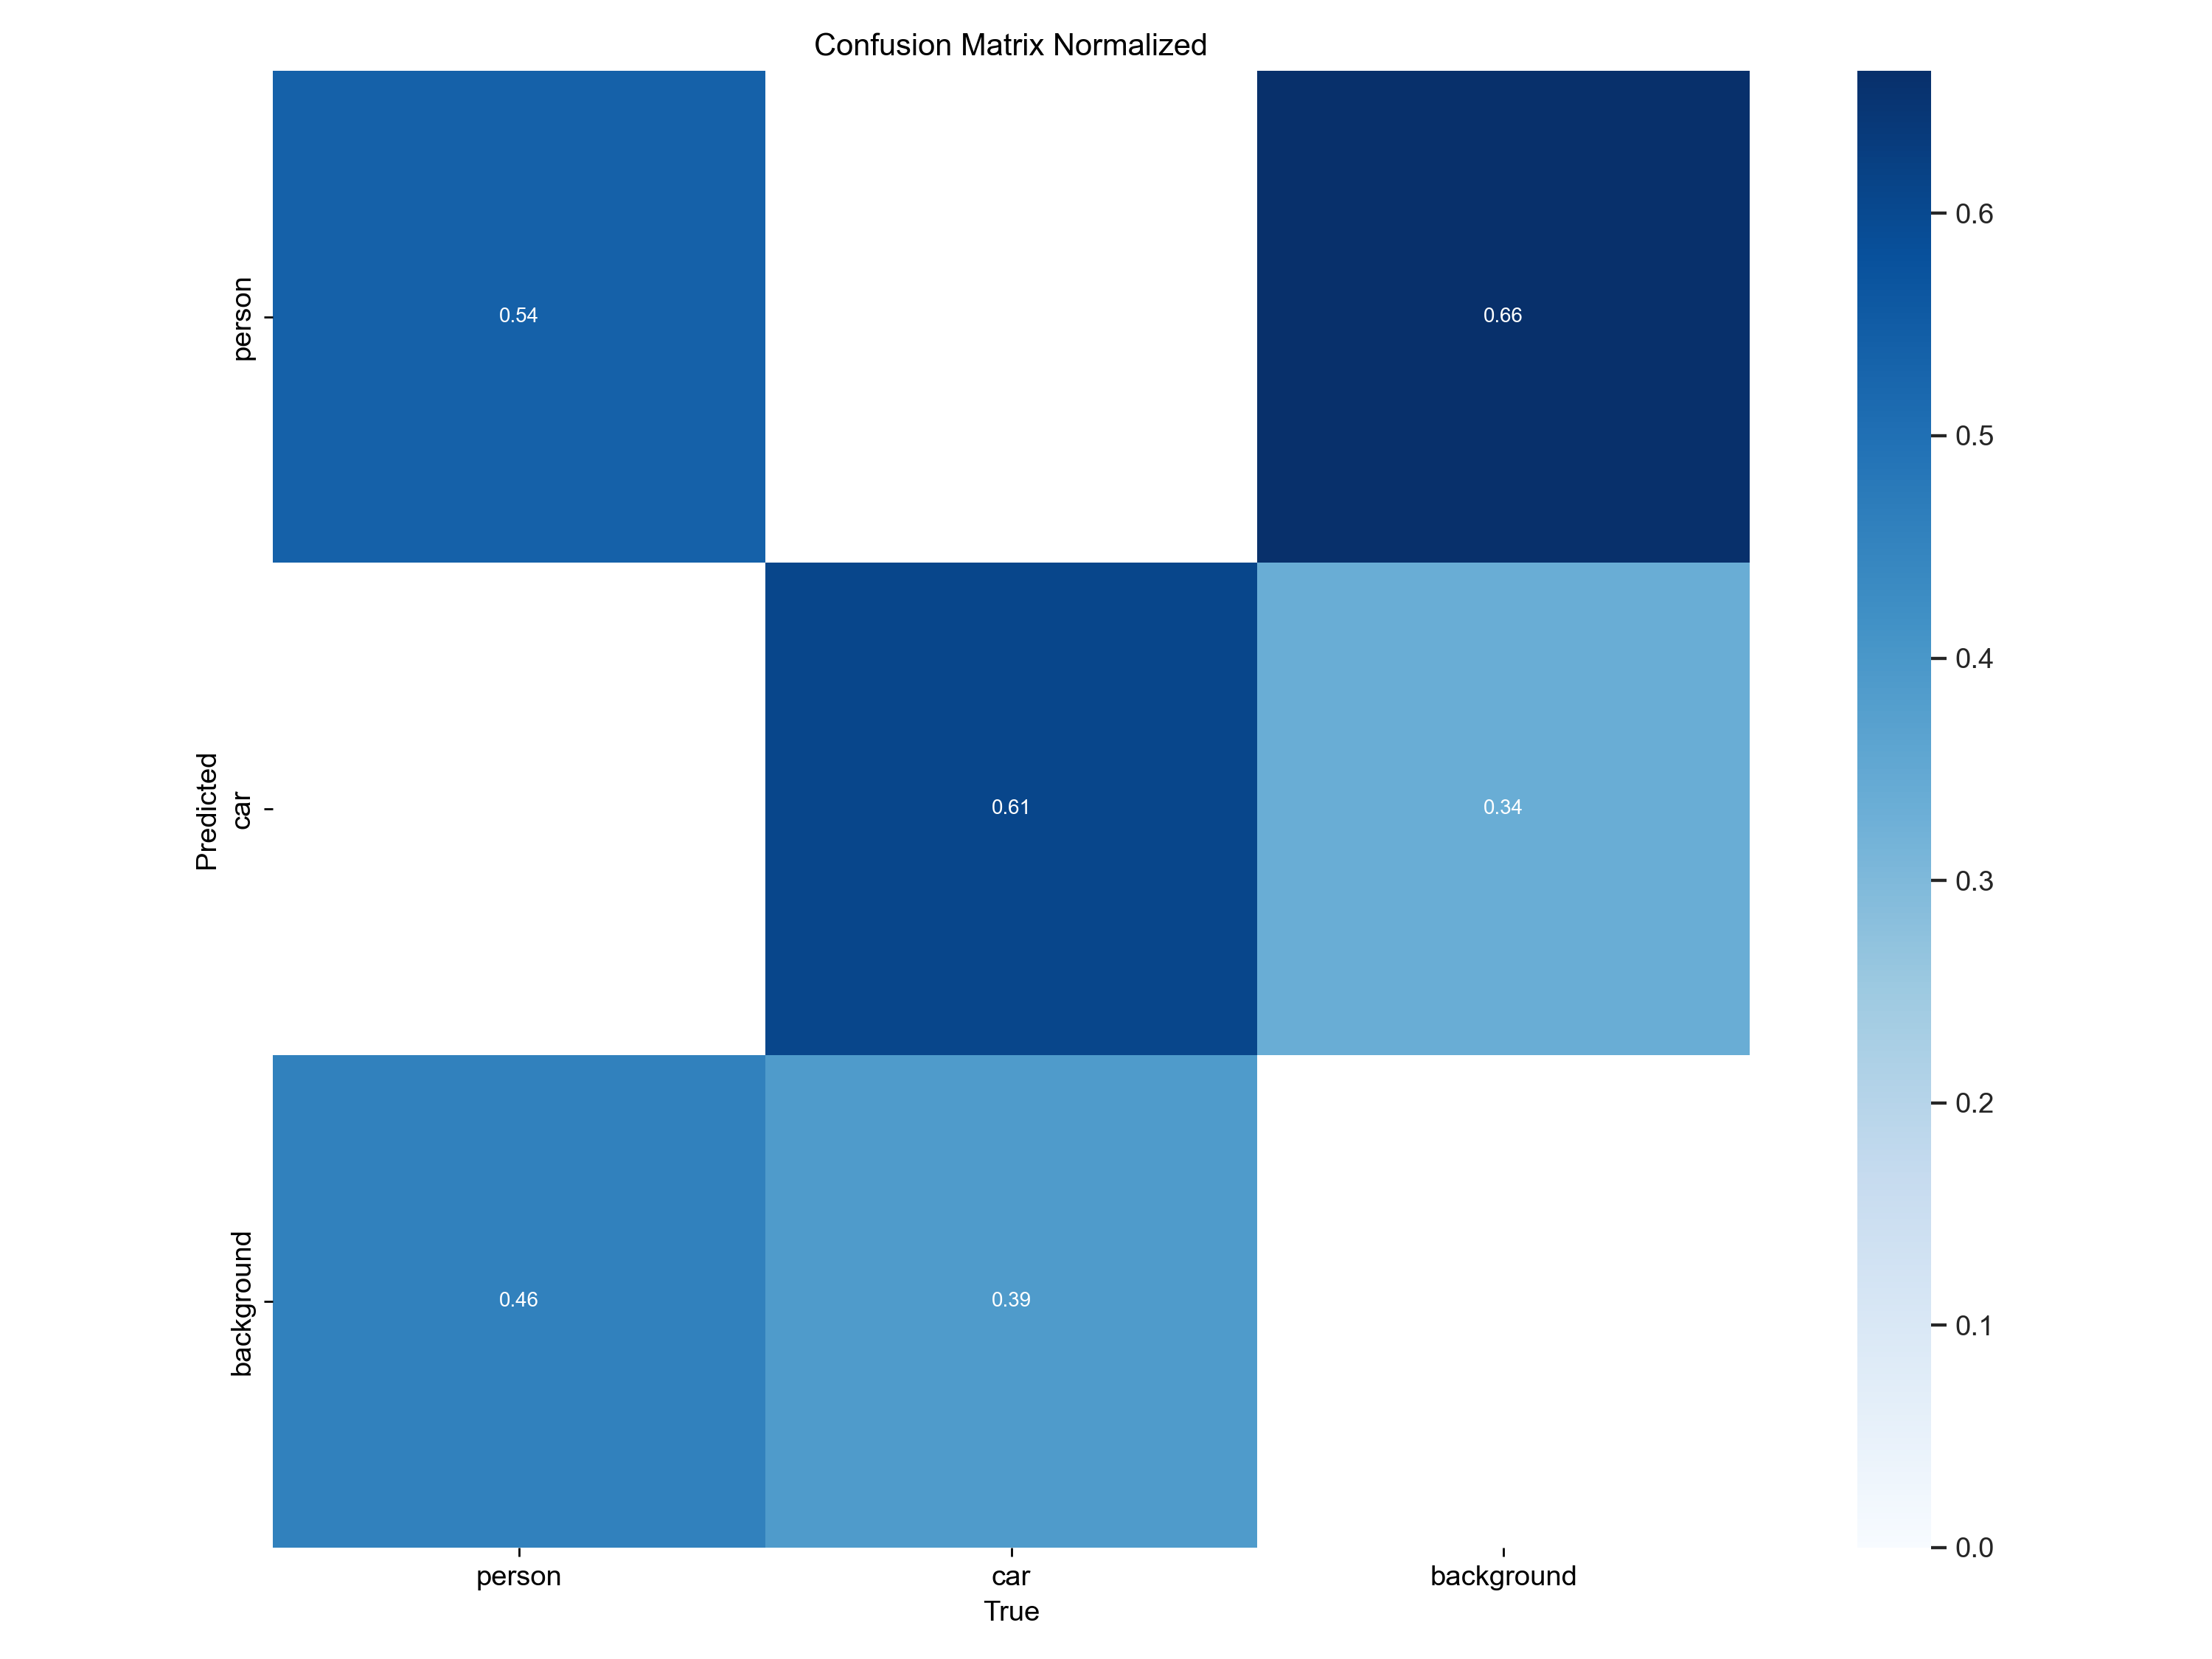 Confusion Matrix Normalized
person
0.54
0.66
0.6
0.5
0.4
Predicted
car
0.61
0.34
0.3
0.2
background
0.46
0.39
0.1
0.0
person
car
background
True